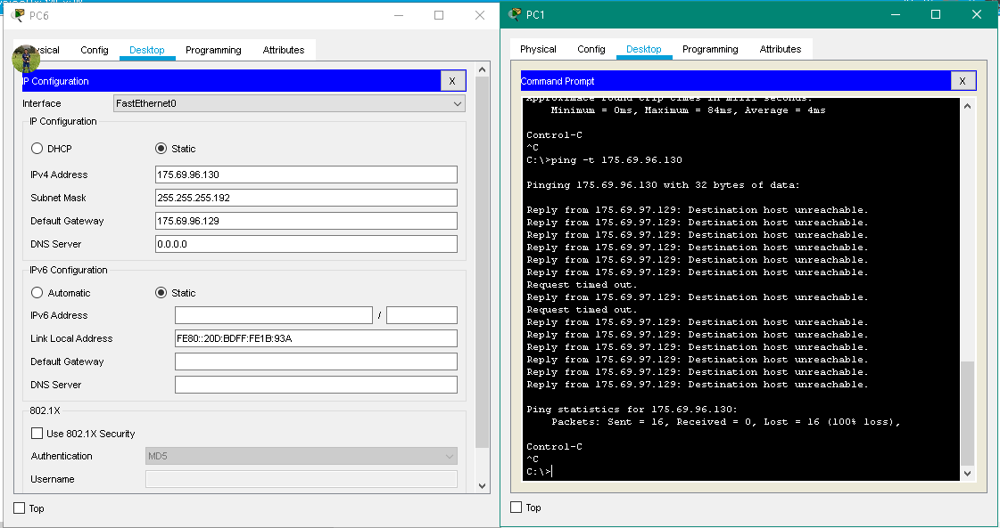 PC6
Physical Config Desktop Programming Attributes
IP Configuration X
Interface FastEthernet0
IP Configuration
DHCP Static
IPv4 Address 175.69.96.130
Subnet Mask 255.255.255.192
Default Gateway 175.69.96.129
DNS Server 0.0.0.0
IPv6 Configuration
Automatic Static
IPv6 Address /
Link Local Address FE80::20D:BDFF:FE1B:93A
Default Gateway
DNS Server
802.1X
Use 802.1X Security
Authentication MD5
Username
Top
PC1
Physical Config Desktop Programming Attributes
Command Prompt X
Approximate round trip times in milli-seconds:
Minimum = 0ms, Maximum = 84ms, Average = 4ms
Control-C
^C
C:\>ping -t 175.69.96.130
Pinging 175.69.96.130 with 32 bytes of data:
Reply from 175.69.97.129: Destination host unreachable.
Reply from 175.69.97.129: Destination host unreachable.
Reply from 175.69.97.129: Destination host unreachable.
Reply from 175.69.97.129: Destination host unreachable.
Reply from 175.69.97.129: Destination host unreachable.
Reply from 175.69.97.129: Destination host unreachable.
Request timed out.
Reply from 175.69.97.129: Destination host unreachable.
Request timed out.
Reply from 175.69.97.129: Destination host unreachable.
Reply from 175.69.97.129: Destination host unreachable.
Reply from 175.69.97.129: Destination host unreachable.
Reply from 175.69.97.129: Destination host unreachable.
Reply from 175.69.97.129: Destination host unreachable.
Reply from 175.69.97.129: Destination host unreachable.
Ping statistics for 175.69.96.130:
Packets: Sent = 16, Received = 0, Lost = 16 (100% loss),
Control-C
^C
C:\>
Top